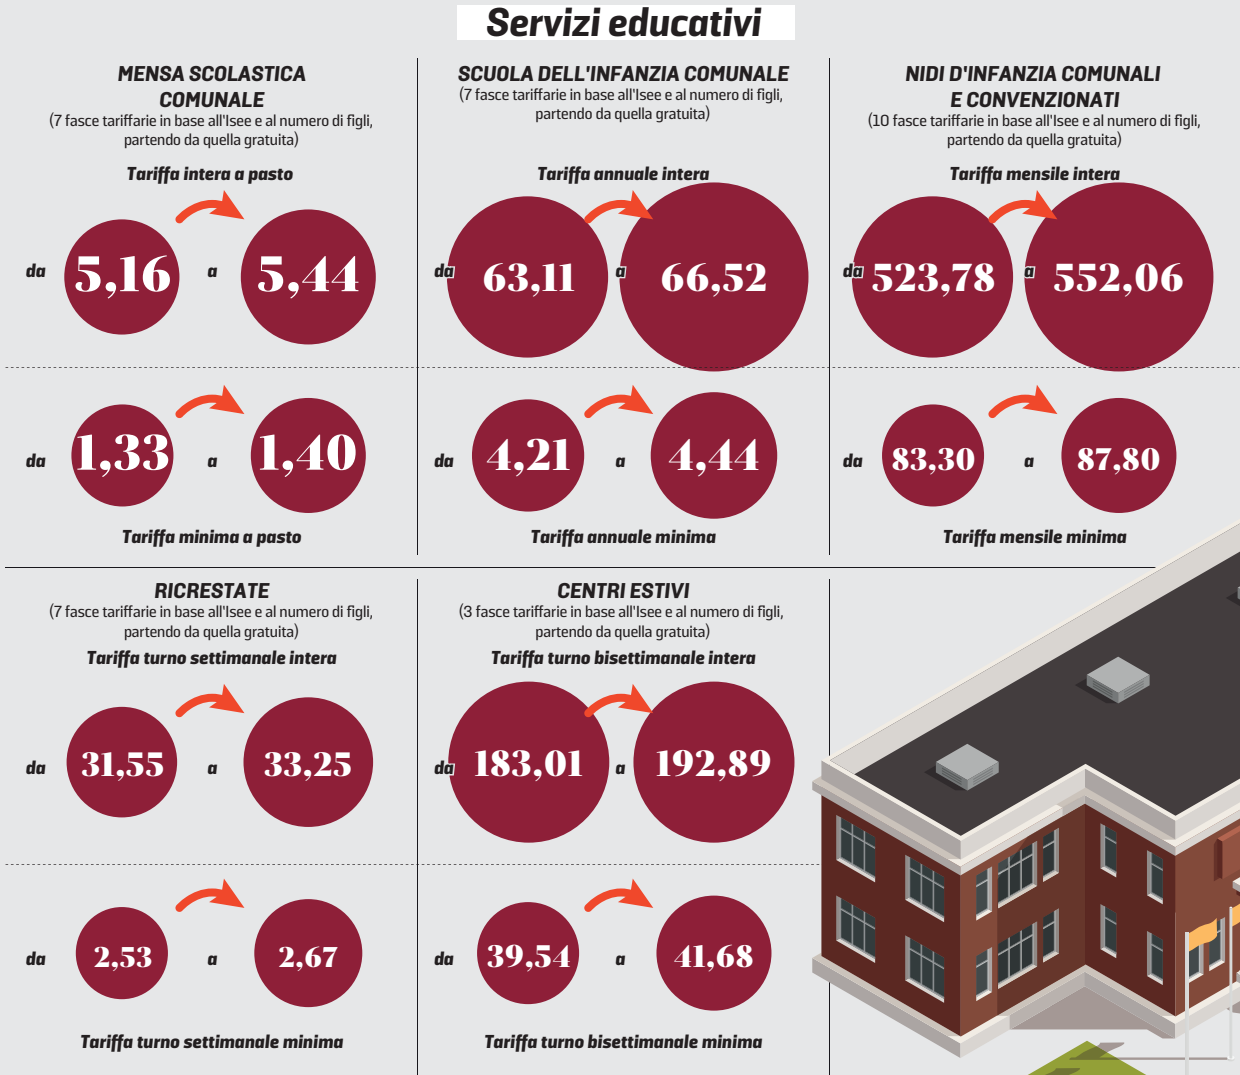 Servizi educativi
MENSA SCOLASTICA
COMUNALE
(7 fasce tariffarie in base all'Isee e al numero di figli,
partendo da quella gratuita)
Tariffa intera a pasto
da 5,16 a 5,44
da 1,33 a 1,40
Tariffa minima a pasto
SCUOLA DELL'INFANZIA COMUNALE
(7 fasce tariffarie in base all'Isee e al numero di figli,
partendo da quella gratuita)
Tariffa annuale intera
da 63,11 a 66,52
da 4,21 a 4,44
Tariffa annuale minima
NIDI D'INFANZIA COMUNALI
E CONVENZIONATI
(10 fasce tariffarie in base all'Isee e al numero di figli,
partendo da quella gratuita)
Tariffa mensile intera
da 523,78 a 552,06
da 83,30 a 87,80
Tariffa mensile minima
RICRESTATE
(7 fasce tariffarie in base all'Isee e al numero di figli,
partendo da quella gratuita)
Tariffa turno settimanale intera
da 31,55 a 33,25
da 2,53 a 2,67
Tariffa turno settimanale minima
CENTRI ESTIVI
(3 fasce tariffarie in base all'Isee e al numero di figli,
partendo da quella gratuita)
Tariffa turno bisettimanale intera
da 183,01 a 192,89
da 39,54 a 41,68
Tariffa turno bisettimanale minima